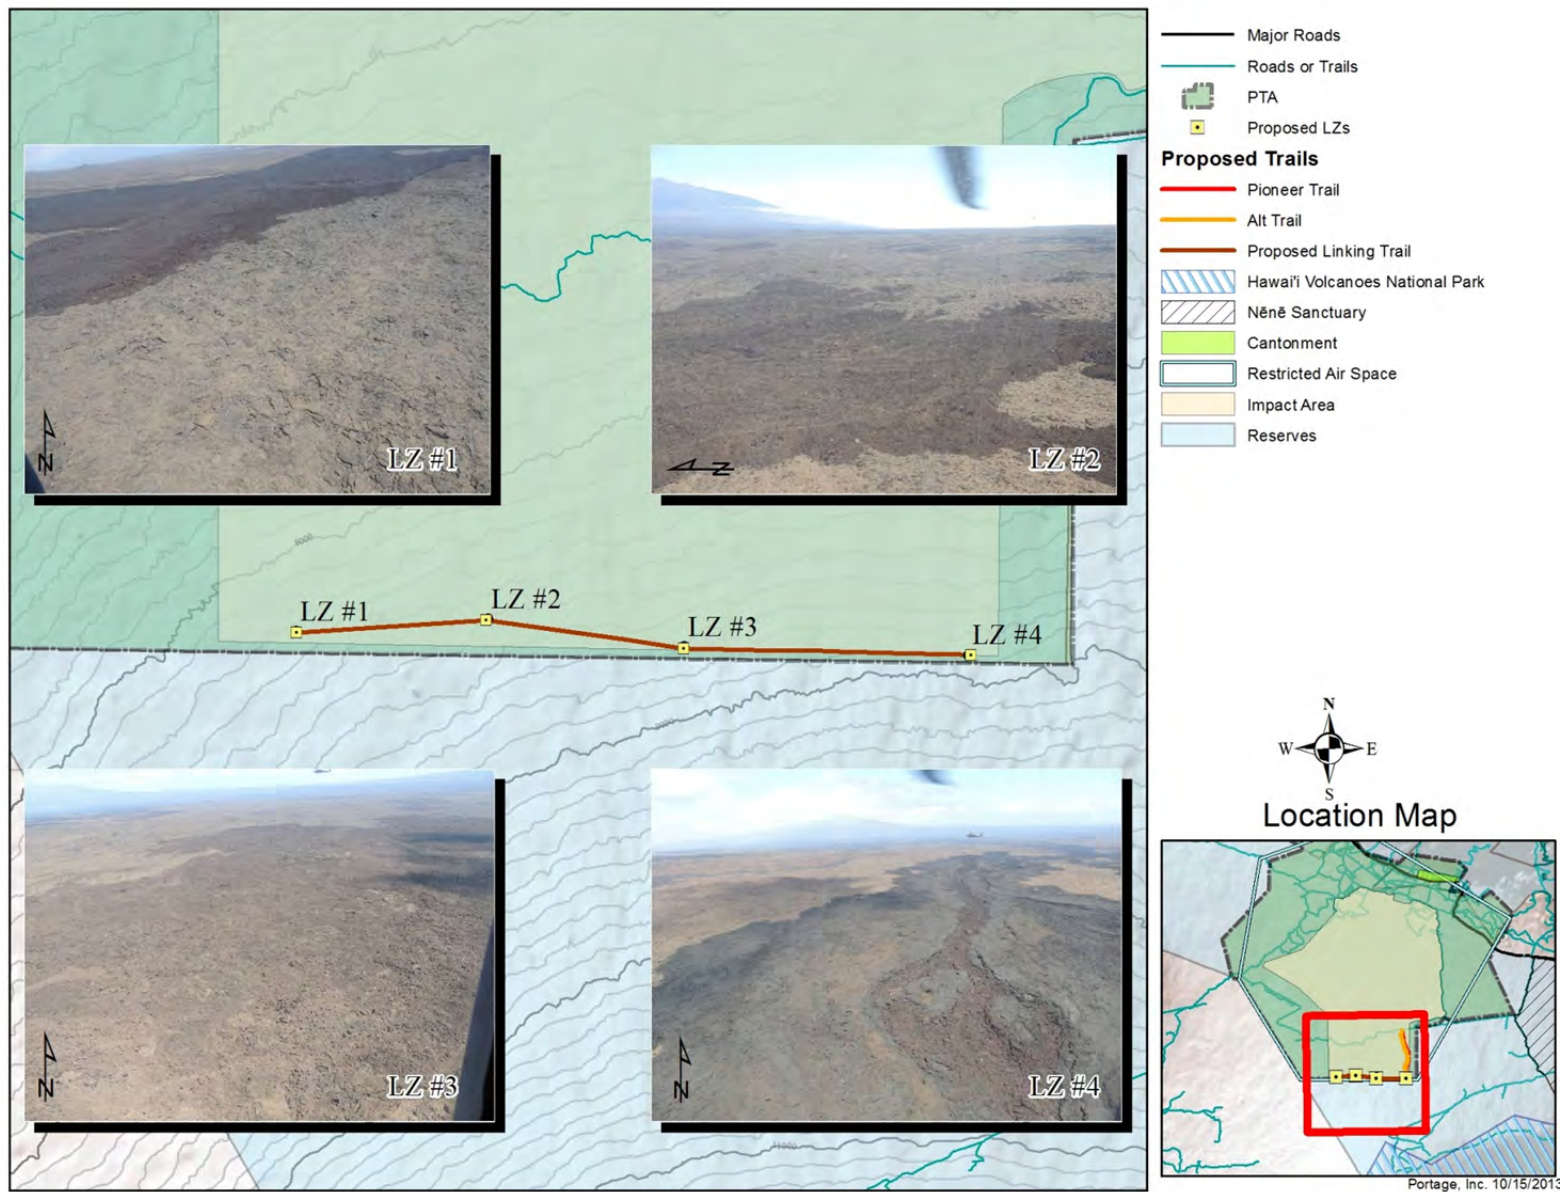 Major Roads
Roads or Trails
PTA
Proposed LZs
Proposed Trails
Pioneer Trail
Alt Trail
Proposed Linking Trail
Hawai'i Volcanoes National Park
Nēnē Sanctuary
Cantonment
Restricted Air Space
Impact Area
Reserves
N
LZ #1
N
LZ #2
LZ #1
LZ #2
LZ #3
LZ #4
N
LZ #3
N
LZ #4
N
W E
S
Location Map
Portage, Inc. 10/15/2013